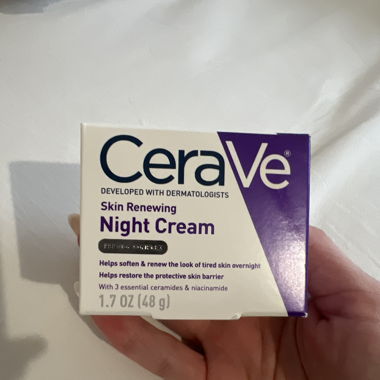 CeraVe®
DEVELOPED WITH DERMATOLOGISTS
Skin Renewing
Night Cream
Helps soften & renew the look of tired skin overnight
Helps restore the protective skin barrier
With 3 essential ceramides & niacinamide
1.7 OZ (48 g)